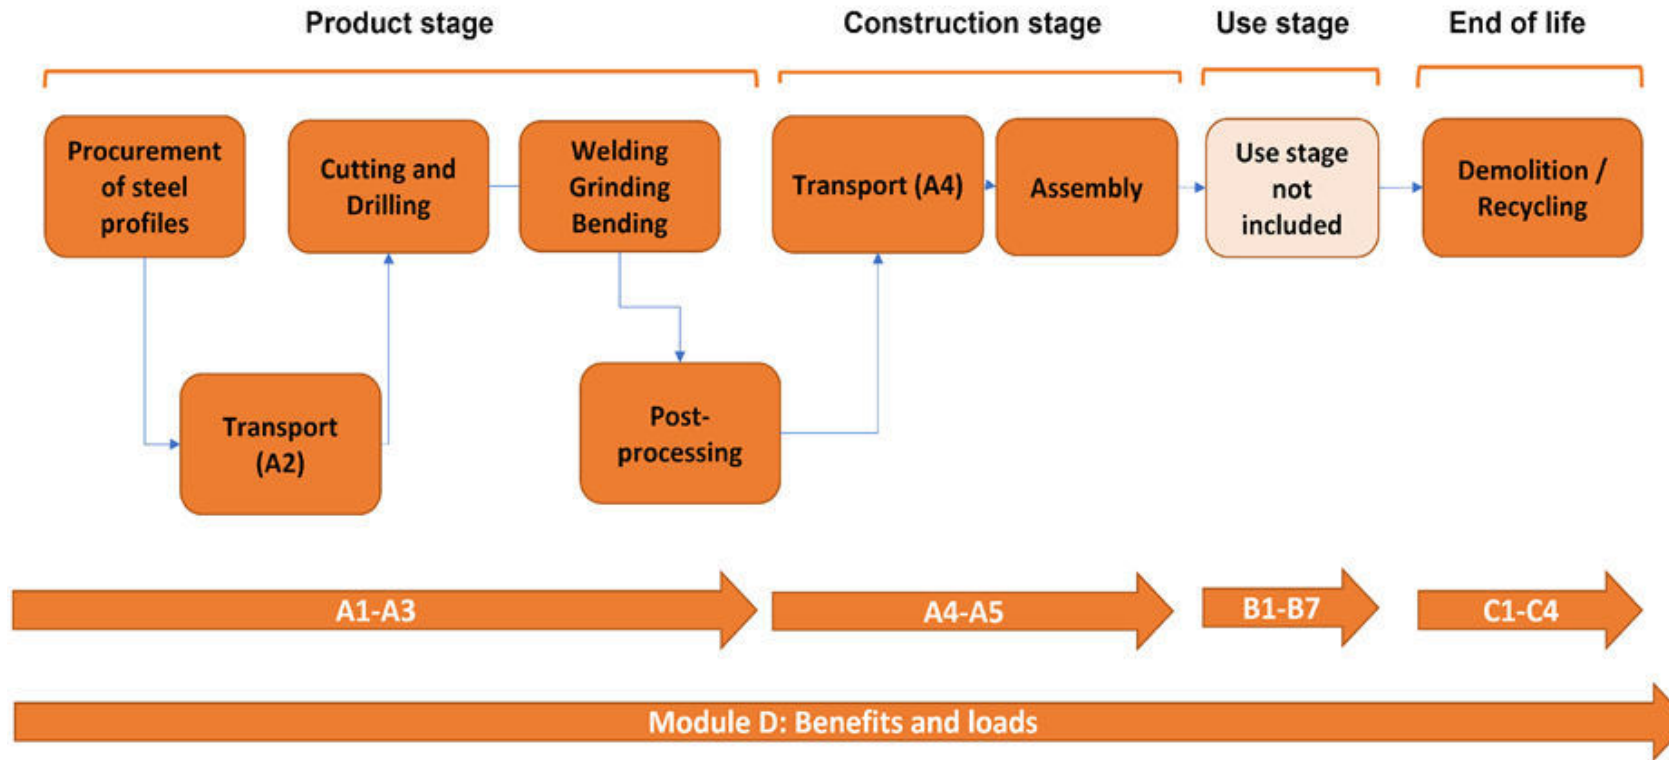 Product stage
Construction stage
Use stage
End of life
Procurement
of steel
profiles
Cutting and
Drilling
Welding
Grinding
Bending
Transport (A4)
Assembly
Use stage
not
included
Demolition /
Recycling
Transport
(A2)
Post-
processing
A1-A3
A4-A5
B1-B7
C1-C4
Module D: Benefits and loads